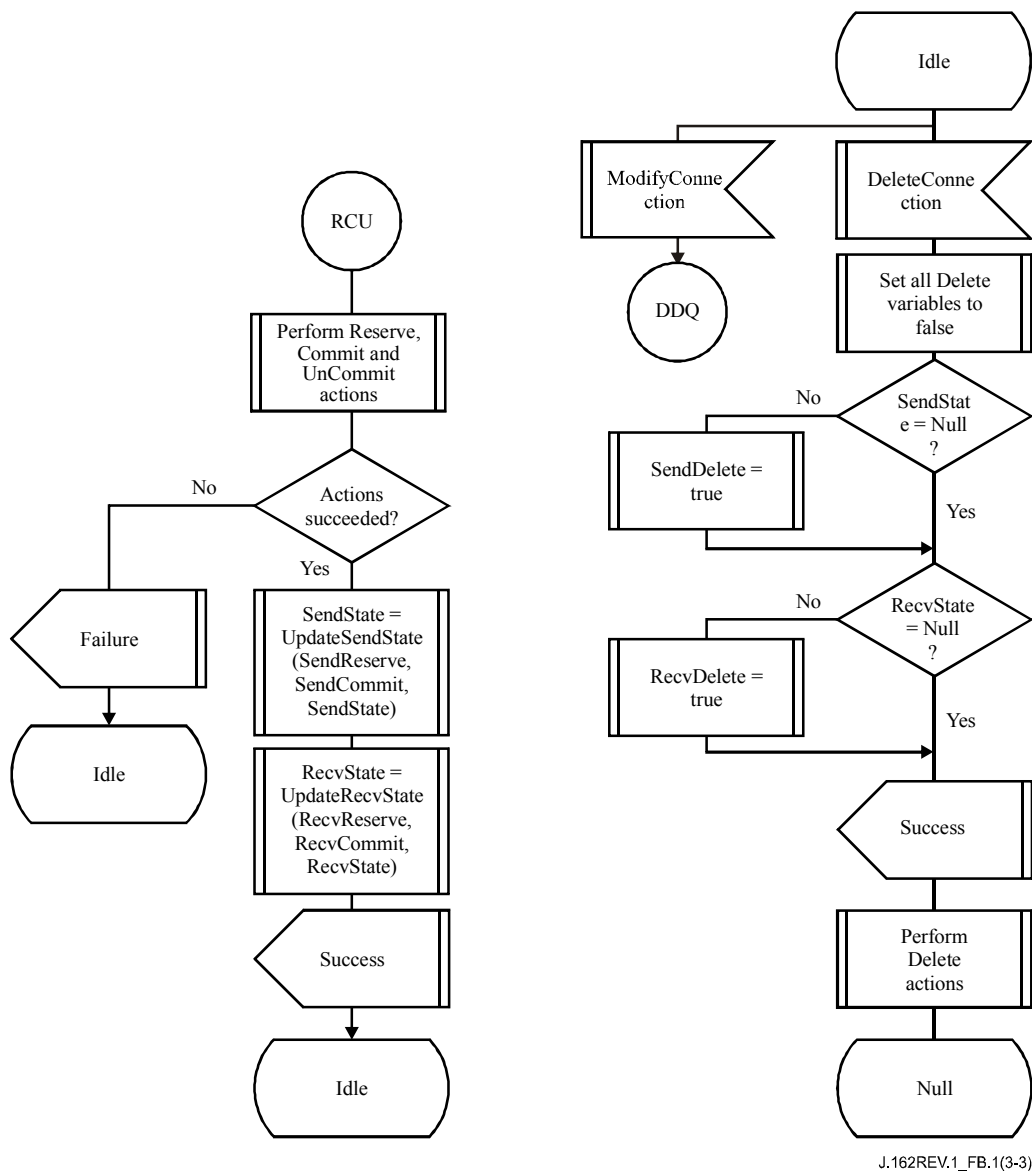 RCU
Perform Reserve,
Commit and
UnCommit
actions
No
Actions
succeeded?
Yes
Failure
Idle
SendState =
UpdateSendState
(SendReserve,
SendCommit,
SendState)
RecvState =
UpdateRecvState
(RecvReserve,
RecvCommit,
RecvState)
Success
Idle
Idle
ModifyConne
ction
DDQ
DeleteConne
ction
Set all Delete
variables to
false
No
SendStat
e = Null
?
SendDelete =
true
Yes
No
RecvState
= Null
?
RecvDelete =
true
Yes
Success
Perform
Delete
actions
Null
J.162REV.1_FB.1(3-3)